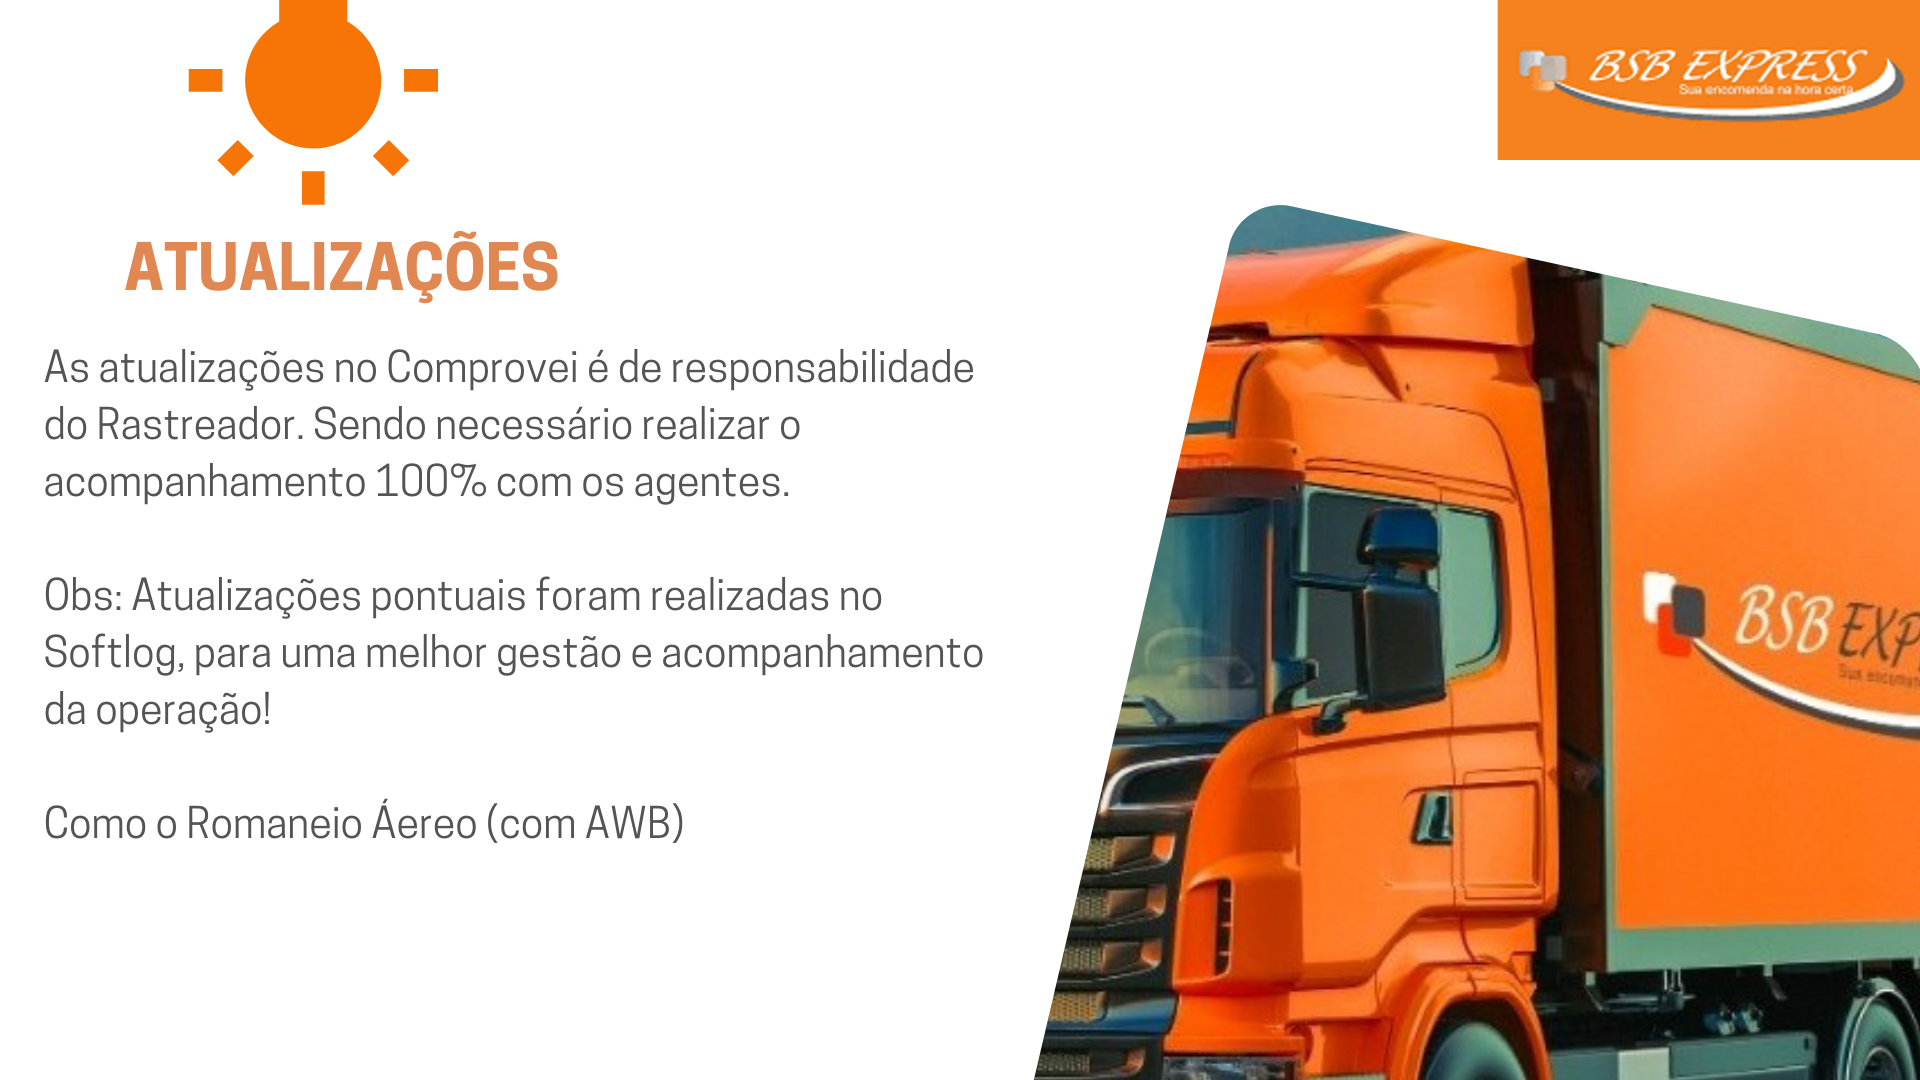 BSB EXPRESS
Sua encomenda na hora certa
ATUALIZAÇÕES
As atualizações no Comprovei é de responsabilidade
do Rastreador. Sendo necessário realizar o
acompanhamento 100% com os agentes.
Obs: Atualizações pontuais foram realizadas no
Softlog, para uma melhor gestão e acompanhamento
da operação!
Como o Romaneio Áereo (com AWB)
BSB EXP
Sua encomen